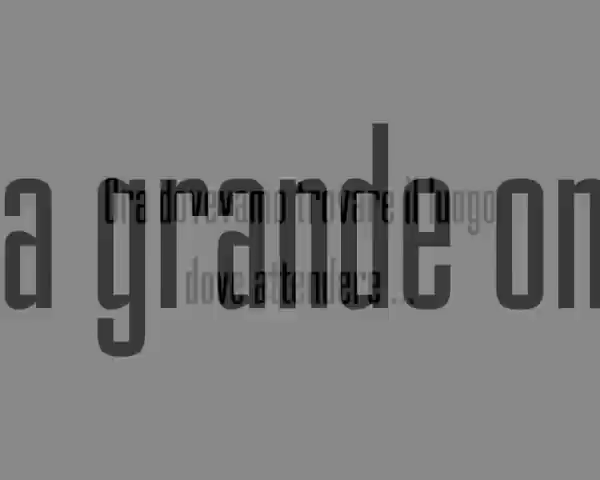 a grande on
Ora dovevamo trovare il luogo
dove attendere . .